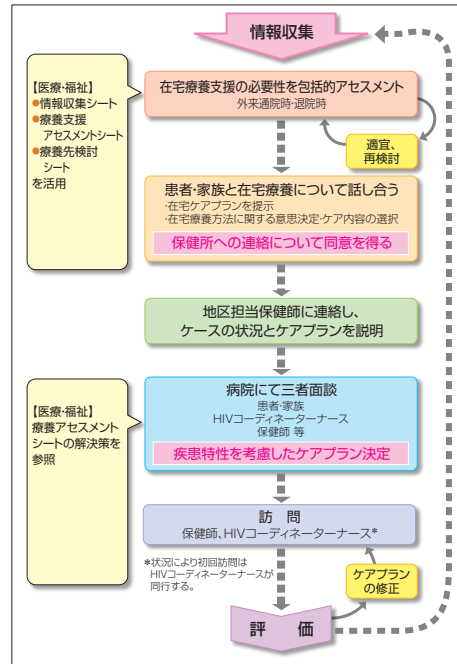 情報収集
【医療・福祉】
●情報収集シート
●療養支援
アセスメントシート
●療養先検討
シート
を活用
在宅療養支援の必要性を包括的アセスメント
外来通院時・退院時
適宜、
再検討
患者・家族と在宅療養について話し合う
・在宅ケアプランを提示
・在宅療養方法に関する意思決定・ケア内容の選択
保健所への連絡について同意を得る
地区担当保健師に連絡し、
ケースの状況とケアプランを説明
【医療・福祉】
療養アセスメント
シートの解決策を
参照
病院にて三者面談
患者・家族
HIVコーディネーターナース
保健師 等
疾患特性を考慮したケアプラン決定
訪 問
保健師、HIVコーディネーターナース*
*状況により初回訪問は
HIVコーディネーターナースが
同行する。
ケアプラン
の修正
評 価